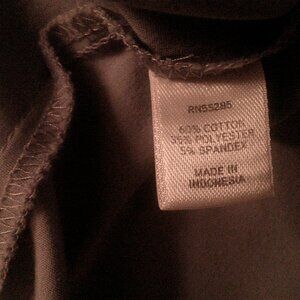 RN55285
60% COTTON
35% POLYESTER
5% SPANDEX
MADE IN
INDONESIA